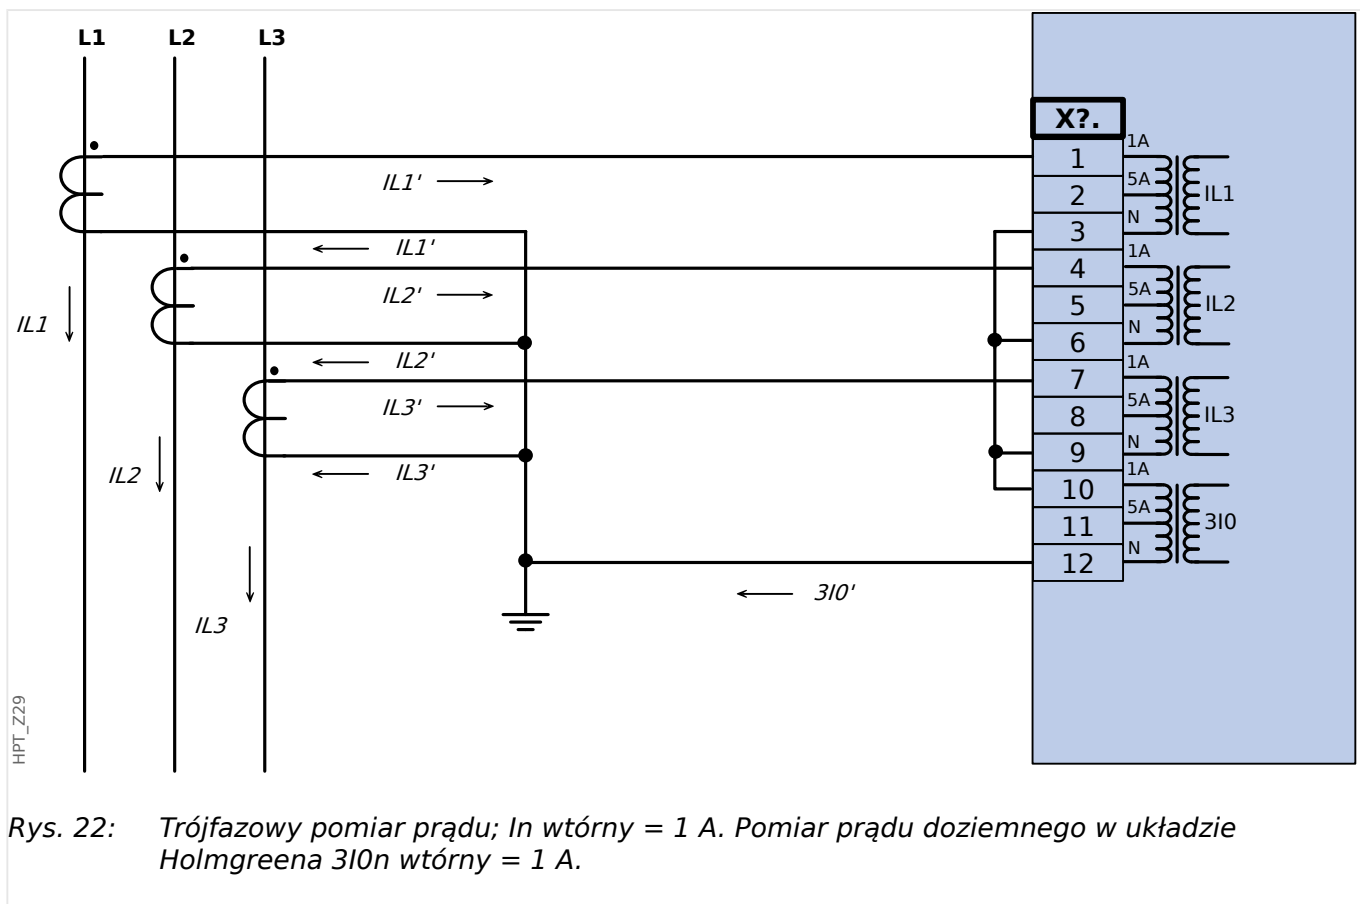 L1 L2 L3
X?.
1 1A
IL1' 5A
2 IL1
N
3
IL1' 1A
4
IL2' 5A
5 IL2
IL1 N
6
IL2' 1A
7
IL3' 5A
8 IL3
N
9
IL3' 1A
IL2 10
5A
11 3I0
N
12
3I0'
IL3
HPT_Z29
Rys. 22: Trójfazowy pomiar prądu; In wtórny = 1 A. Pomiar prądu doziemnego w układzie
Holmgreena 3I0n wtórny = 1 A.